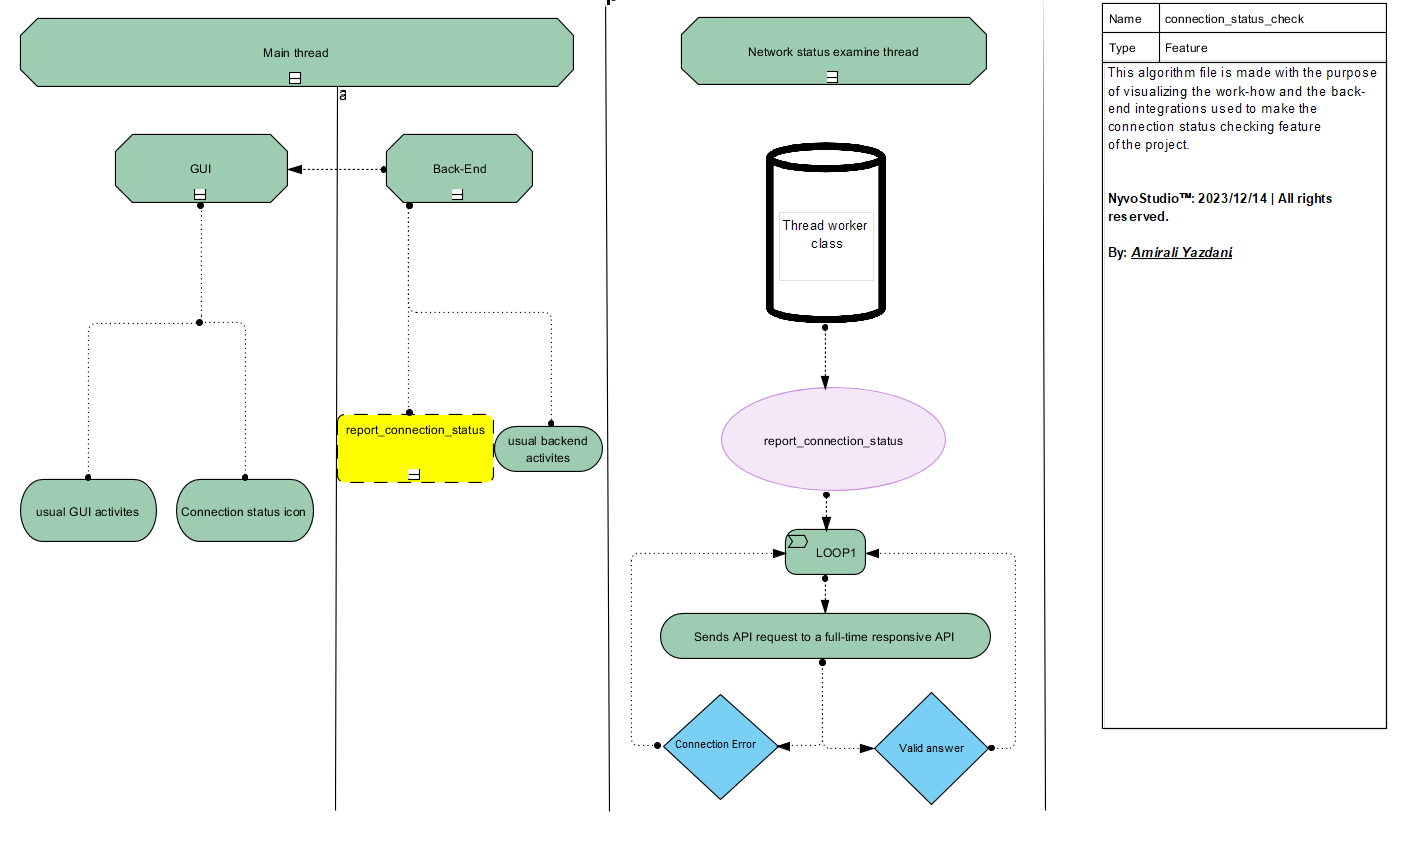 Main thread
a
GUI
Back-End
report_connection_status
usual backend
activites
usual GUI activites
Connection status icon
Network status examine thread
Thread worker
class
report_connection_status
LOOP1
Sends API request to a full-time responsive API
Connection Error
Valid answer
Name connection_status_check
Type Feature
This algorithm file is made with the purpose
of visualizing the work-how and the back-
end integrations used to make the
connection status checking feature
of the project.
NyvoStudio™: 2023/12/14 | All rights
reserved.
By: Amirali Yazdani